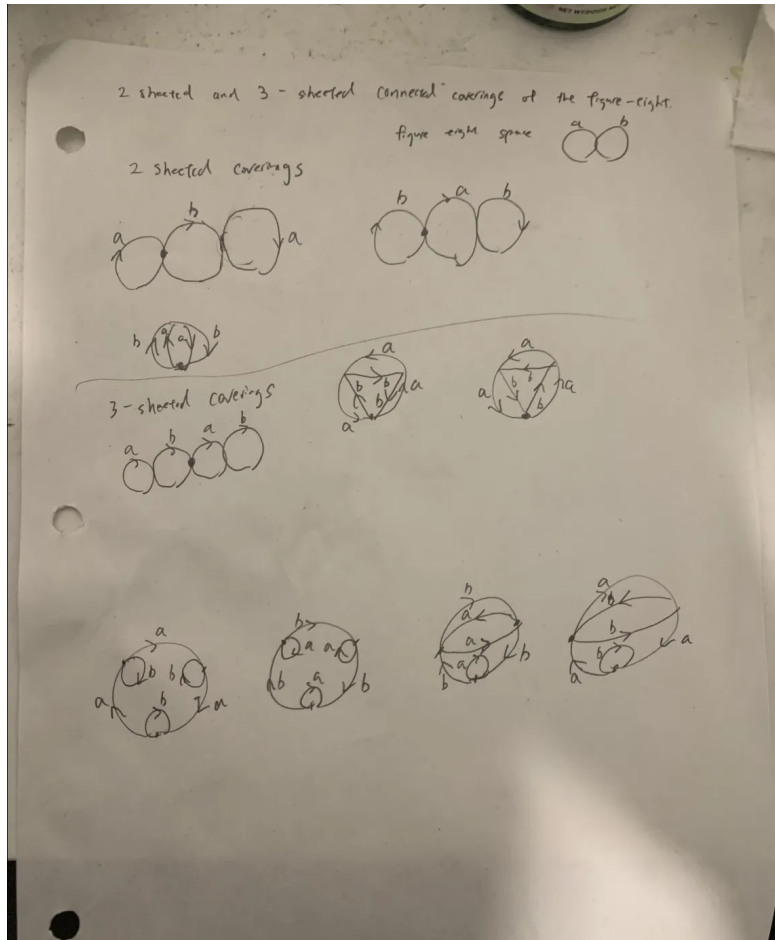 2 sheeted and 3 - sheeted connected coverings of the figure-eight.
figure eight space
a b
2 sheeted coverings
a b a
b a b
b a a b
3-sheeted coverings
a b b b a a
a b b b a a
a b a b
a b b b a a
b a a a b b
b a a a b b
a b b b a a